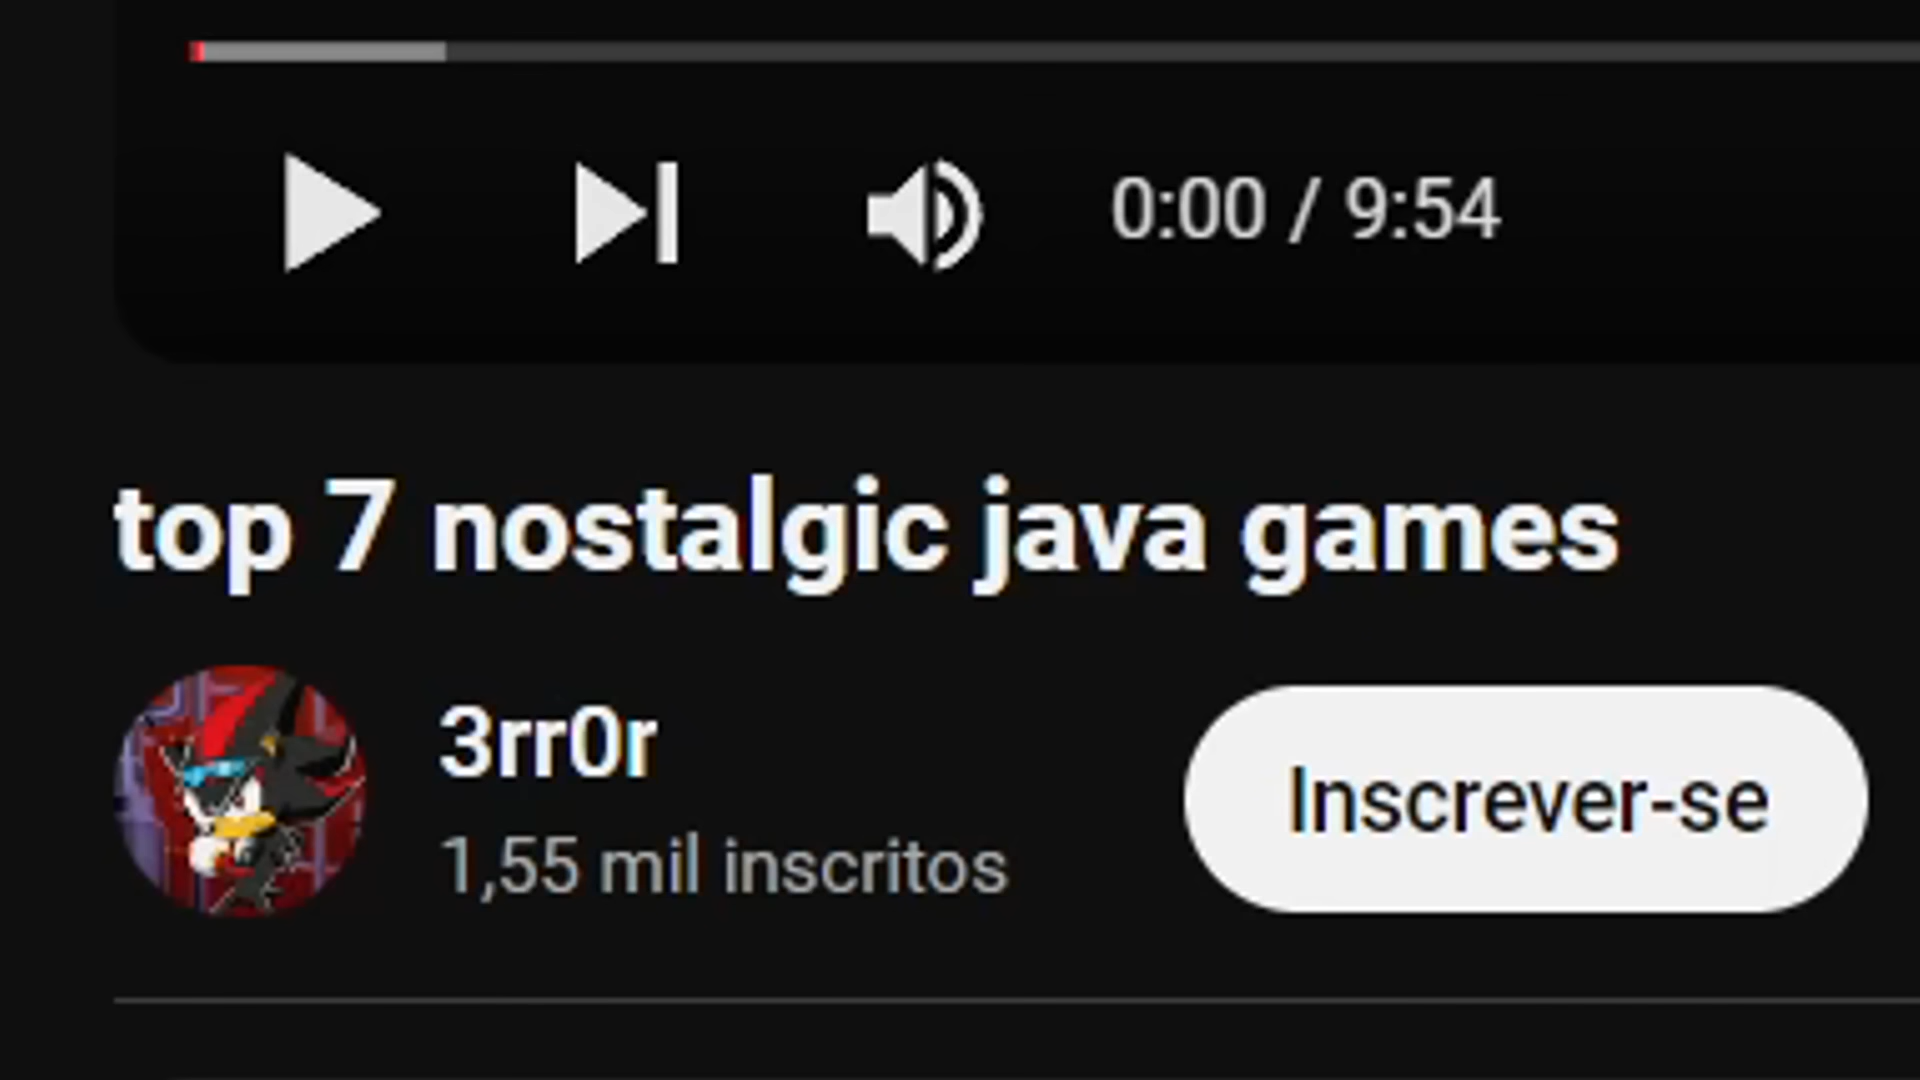 0:00 / 9:54
top 7 nostalgic java games
3rr0r
1,55 mil inscritos
Inscrever-se